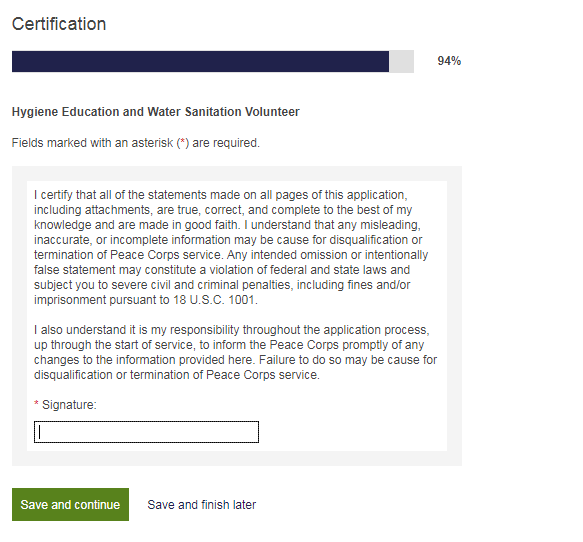 Certification
94%
Hygiene Education and Water Sanitation Volunteer
Fields marked with an asterisk (*) are required.
I certify that all of the statements made on all pages of this application,
including attachments, are true, correct, and complete to the best of my
knowledge and are made in good faith. I understand that any misleading,
inaccurate, or incomplete information may be cause for disqualification or
termination of Peace Corps service. Any intended omission or intentionally
false statement may constitute a violation of federal and state laws and
subject you to severe civil and criminal penalties, including fines and/or
imprisonment pursuant to 18 U.S.C. 1001.
I also understand it is my responsibility throughout the application process,
up through the start of service, to inform the Peace Corps promptly of any
changes to the information provided here. Failure to do so may be cause for
disqualification or termination of Peace Corps service.
* Signature:
Save and continue Save and finish later